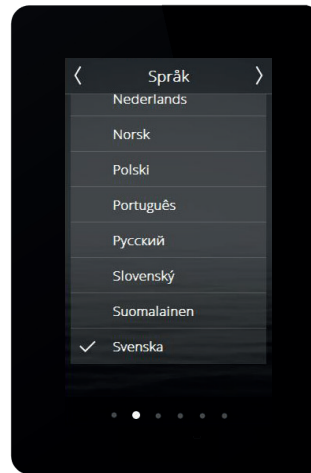 Språk
Nederlands
Norsk
Polski
Português
Русский
Slovenský
Suomalainen
Svenska